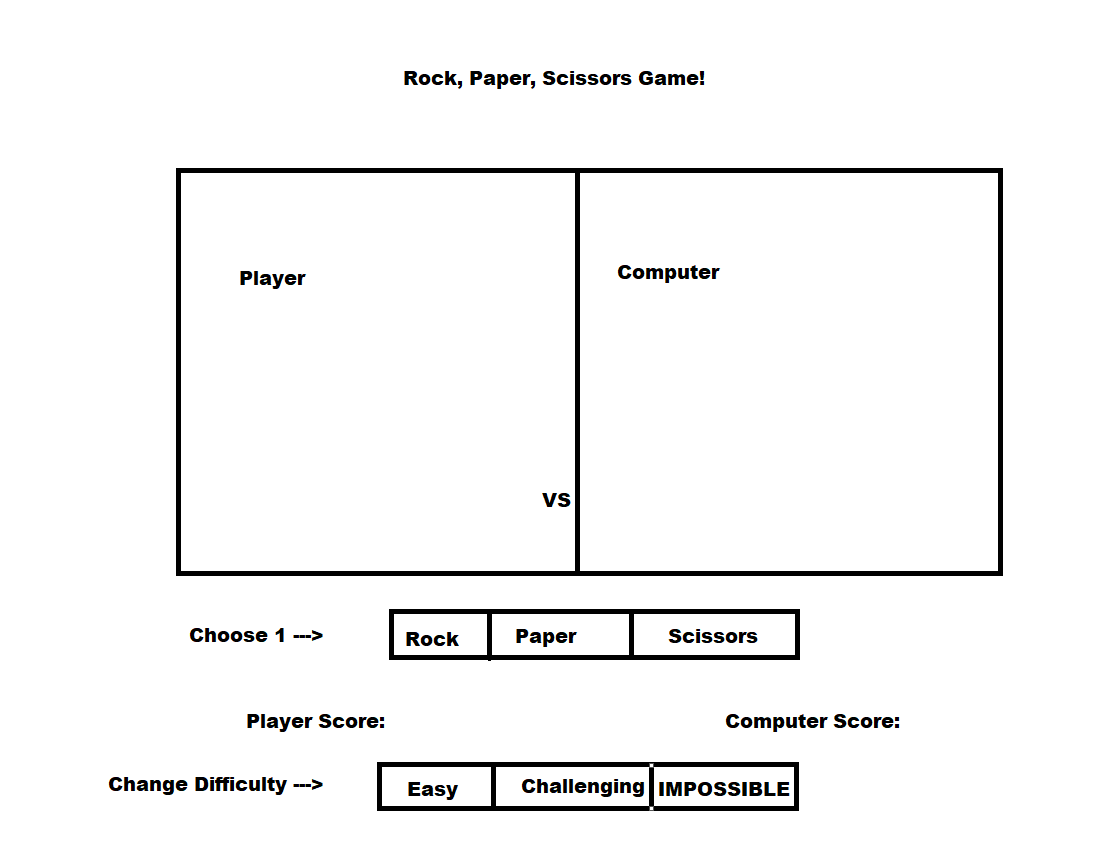 Rock, Paper, Scissors Game!
Player
Computer
VS
Choose 1 --->
Rock
Paper
Scissors
Player Score:
Computer Score:
Change Difficulty --->
Easy
Challenging
IMPOSSIBLE